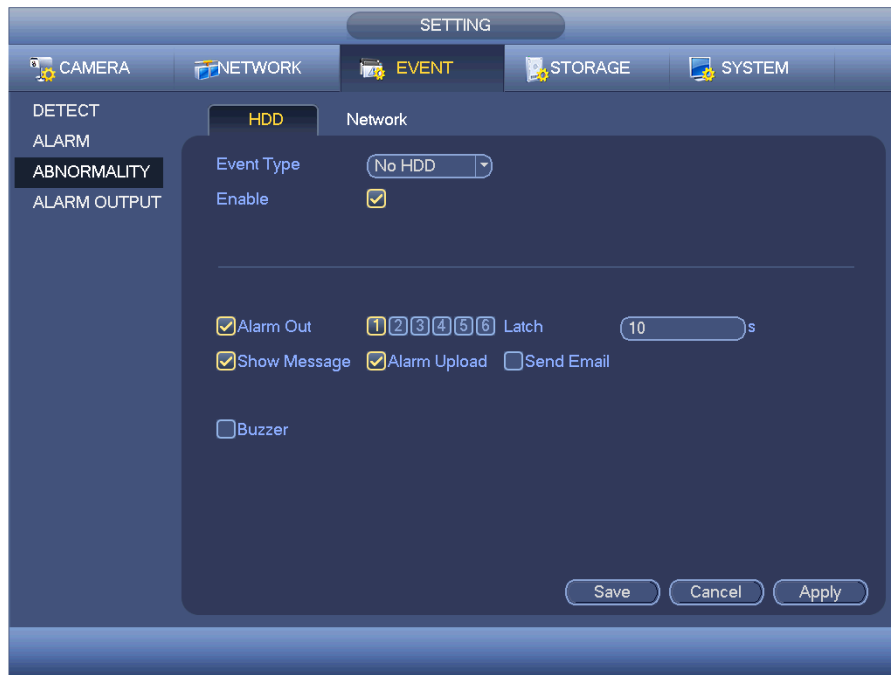 SETTING
CAMERA NETWORK EVENT STORAGE SYSTEM
DETECT
ALARM
ABNORMALITY
ALARM OUTPUT
HDD Network
Event Type No HDD
Enable
Alarm Out 1 2 3 4 5 6 Latch 10 s
Show Message Alarm Upload Send Email
Buzzer
Save Cancel Apply